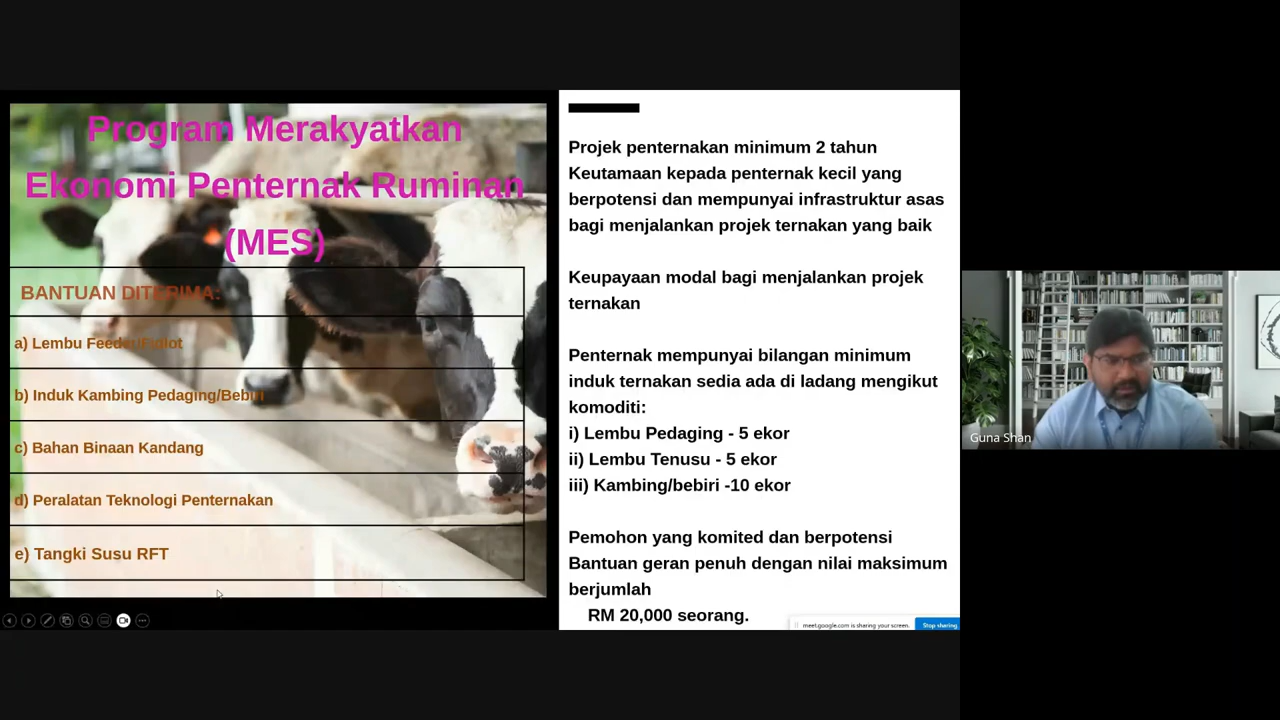 Program Merakyatkan
Ekonomi Penternak Ruminan
(MES)
BANTUAN DITERIMA:
a) Lembu Feeder/Fidlot
b) Induk Kambing Pedaging/Bebiri
c) Bahan Binaan Kandang
d) Peralatan Teknologi Penternakan
e) Tangki Susu RFT
Projek penternakan minimum 2 tahun
Keutamaan kepada penternak kecil yang
berpotensi dan mempunyai infrastruktur asas
bagi menjalankan projek ternakan yang baik
Keupayaan modal bagi menjalankan projek
ternakan
Penternak mempunyai bilangan minimum
induk ternakan sedia ada di ladang mengikut
komoditi:
i) Lembu Pedaging - 5 ekor
ii) Lembu Tenusu - 5 ekor
iii) Kambing/bebiri -10 ekor
Pemohon yang komited dan berpotensi
Bantuan geran penuh dengan nilai maksimum
berjumlah
RM 20,000 seorang.
meet.google.com is sharing your screen.
Stop sharing
Guna Shan